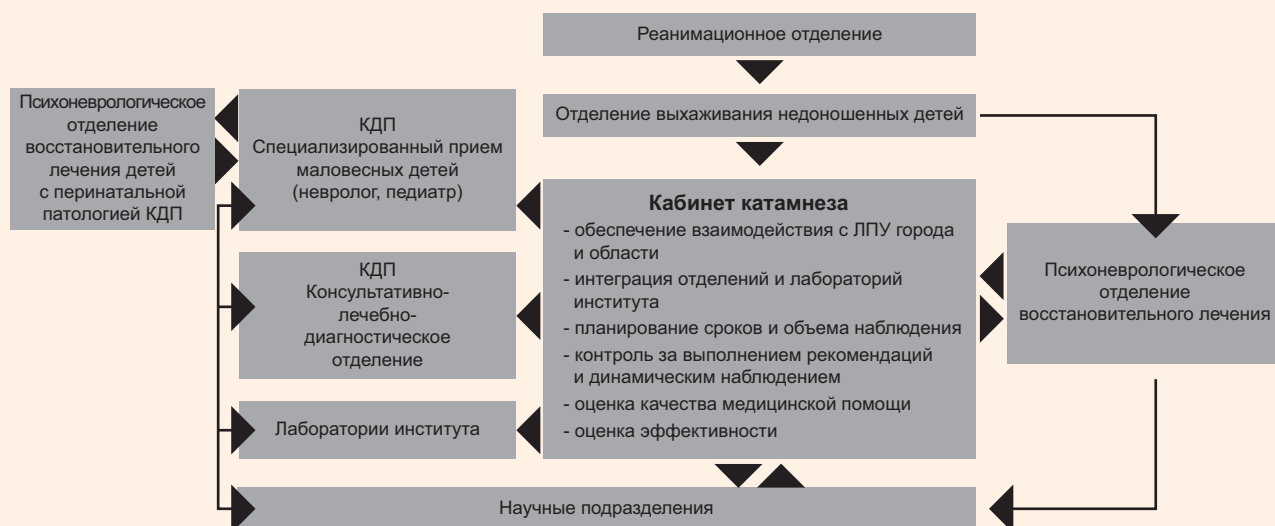 Реанимационное отделение
Отделение выхаживания недоношенных детей
Психоневрологическое
отделение
восстановительного
лечения детей
с перинатальной
патологией КДП
КДП
Специализированный прием
маловесных детей
(невролог, педиатр)
КДП
Консультативно-
лечебно-
диагностическое
отделение
Лаборатории института
Кабинет катамнеза
- обеспечение взаимодействия с ЛПУ города
и области
- интеграция отделений и лабораторий
института
- планирование сроков и объема наблюдения
- контроль за выполнением рекомендаций
и динамическим наблюдением
- оценка качества медицинской помощи
- оценка эффективности
Психоневрологическое
отделение
восстановительного лечения
Научные подразделения